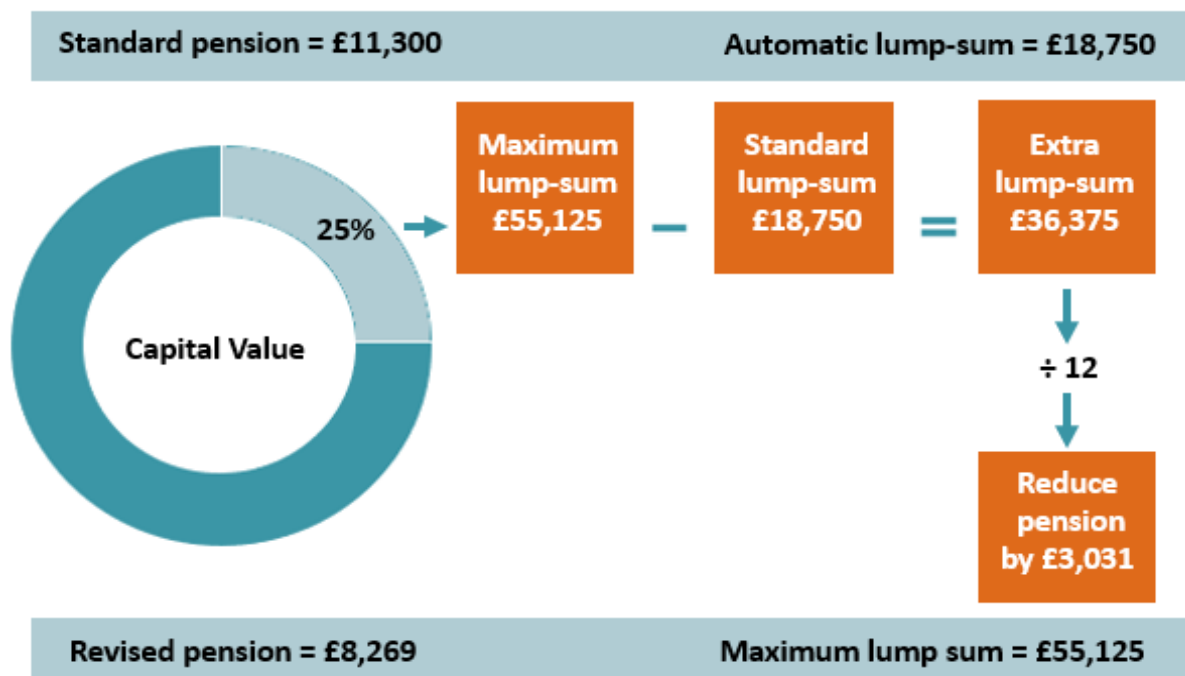 Standard pension = £11,300
Automatic lump-sum = £18,750
Maximum
lump-sum
£55,125
–
Standard
lump-sum
£18,750
=
Extra
lump-sum
£36,375
25%
Capital Value
÷ 12
Reduce
pension
by £3,031
Revised pension = £8,269
Maximum lump sum = £55,125